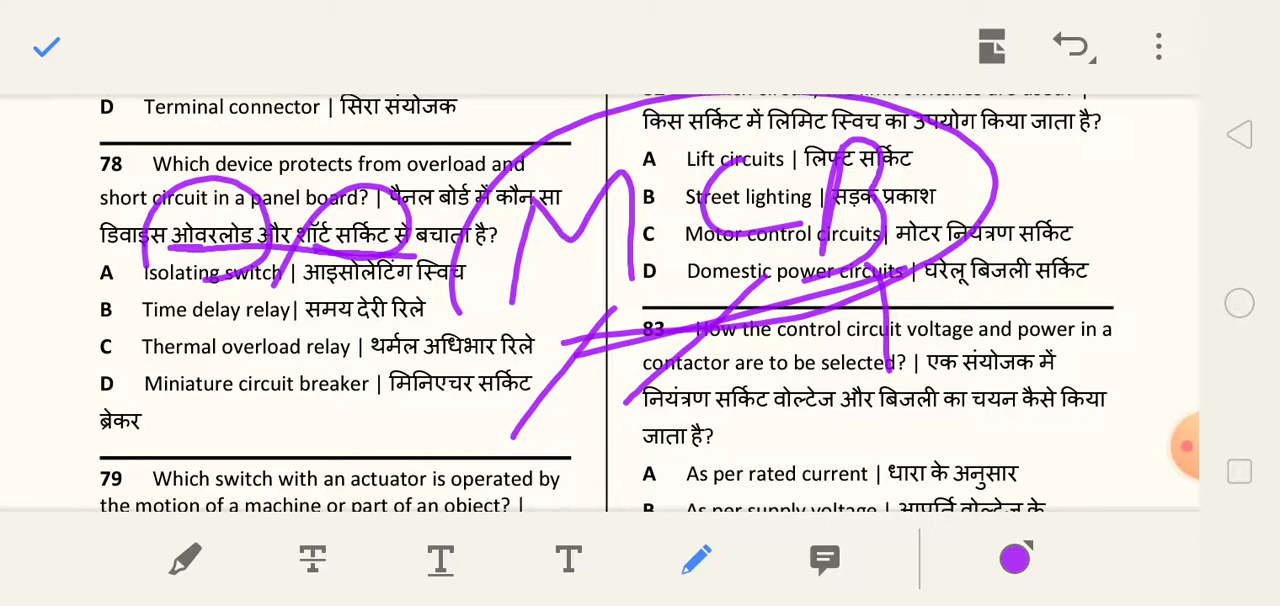 D Terminal connector | सिरा संयोजक
78 Which device protects from overload and
short circuit in a panel board? | पैनल बोर्ड में कौन सा
डिवाइस ओवरलोड और शॉर्ट सर्किट से बचाता है?
A Isolating switch | आइसोलेटिंग स्विच
B Time delay relay| समय देरी रिले
C Thermal overload relay | थर्मल अधिभार रिले
D Miniature circuit breaker | मिनिएचर सर्किट
ब्रेकर
79 Which switch with an actuator is operated by
the motion of a machine or part of an object? |
किस सर्किट में लिमिट स्विच का उपयोग किया जाता है?
A Lift circuits | लिफ्ट सर्किट
B Street lighting | सड़क प्रकाश
C Motor control circuits| मोटर नियंत्रण सर्किट
D Domestic power circuits | घरेलू बिजली सर्किट
83 How the control circuit voltage and power in a
contactor are to be selected? | एक संयोजक में
नियंत्रण सर्किट वोल्टेज और बिजली का चयन कैसे किया
जाता है?
A As per rated current | धारा के अनुसार
B As per supply voltage | आपूर्ति वोल्टेज के
MCB